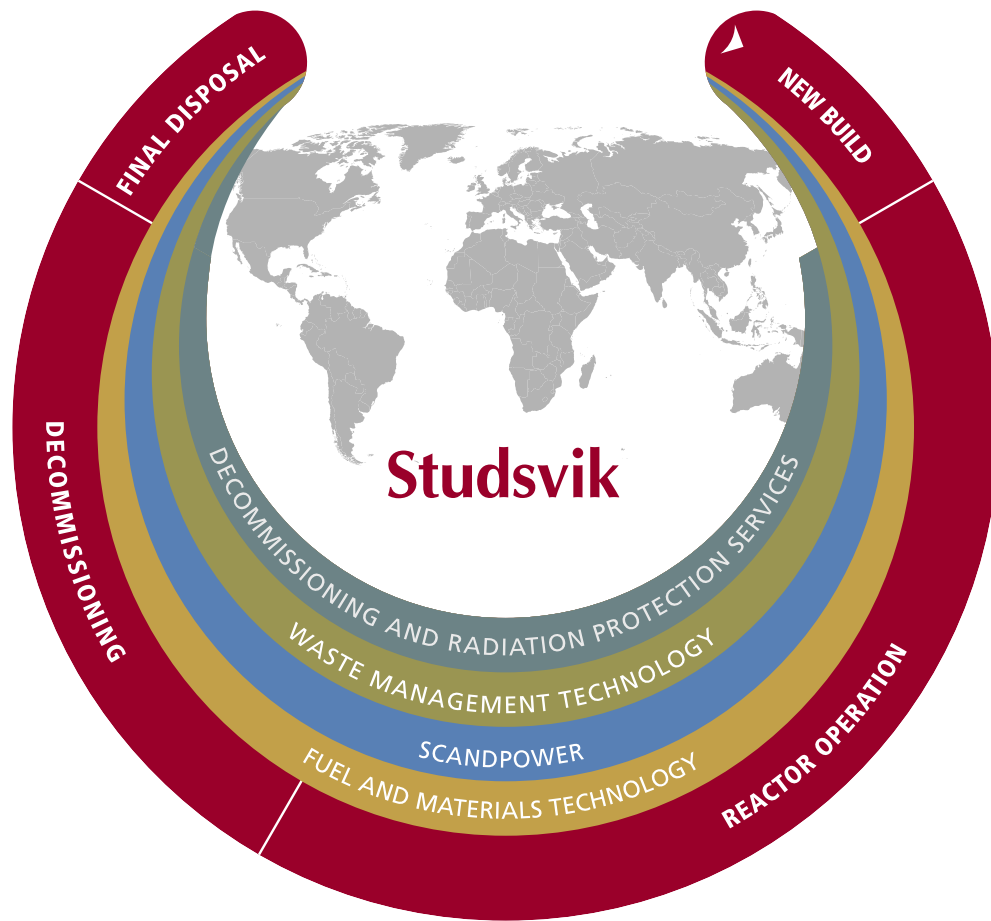 FINAL DISPOSAL
NEW BUILD
Studsvik
DECOMMISSIONING
DECOMMISSIONING AND RADIATION PROTECTION SERVICES
WASTE MANAGEMENT TECHNOLOGY
SCANDPOWER
FUEL AND MATERIALS TECHNOLOGY
REACTOR OPERATION